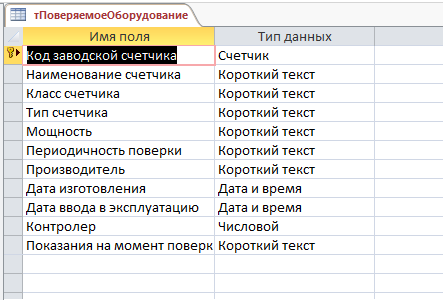 тПоверяемоеОборудование
Имя поля Тип данных
Код заводской счетчика Счетчик
Наименование счетчика Короткий текст
Класс счетчика Короткий текст
Тип счетчика Короткий текст
Мощность Короткий текст
Периодичность поверки Короткий текст
Производитель Короткий текст
Дата изготовления Дата и время
Дата ввода в эксплуатацию Дата и время
Контролер Числовой
Показания на момент поверк Короткий текст